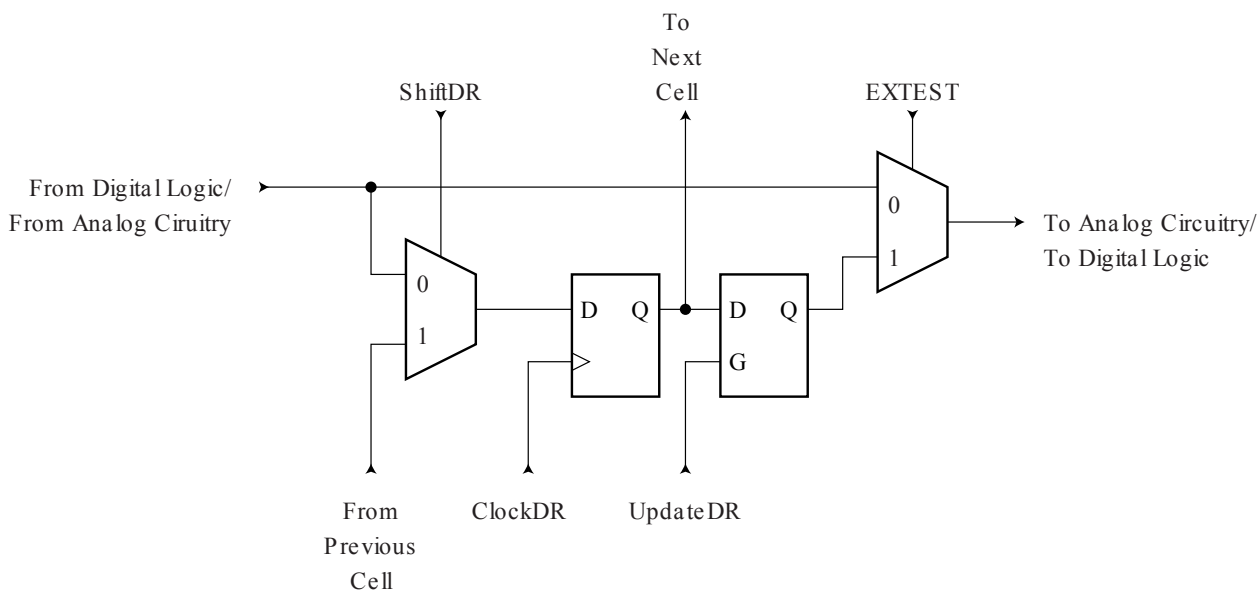 To
Next
Cell
ShiftDR
EXTEST
From Digital Logic/
From Analog Ciruitry
0
1
D
Q
D
Q
G
0
1
To Analog Circuitry/
To Digital Logic
From
Previous
Cell
ClockDR
UpdateDR